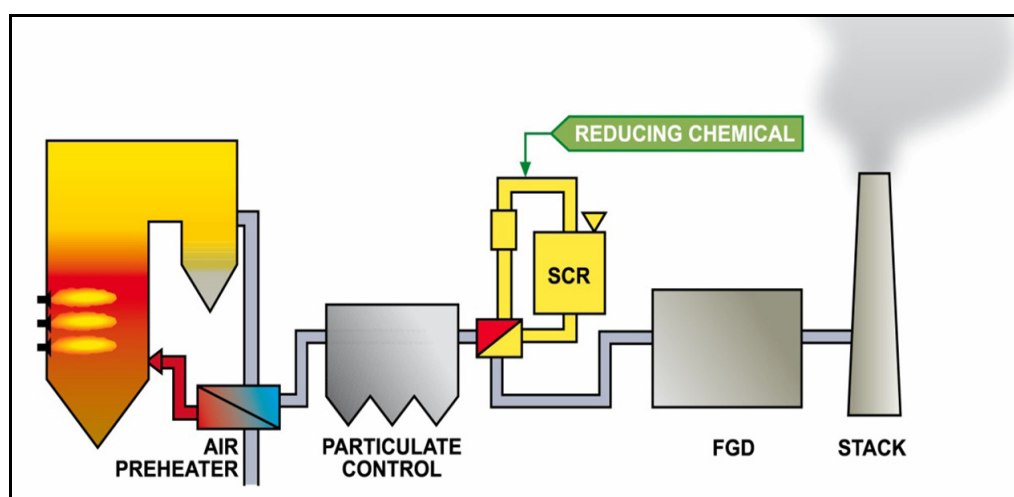 REDUCING CHEMICAL
SCR
AIR
PREHEATER
PARTICULATE
CONTROL
FGD
STACK